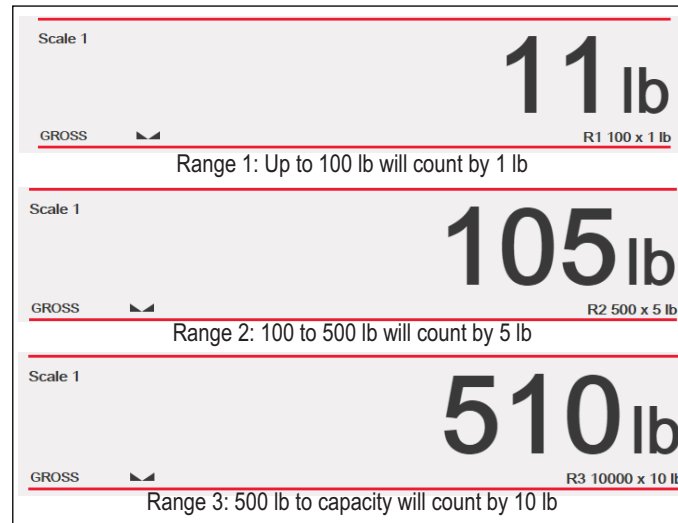 Scale 1
11 lb
GROSS R1 100 x 1 lb
Range 1: Up to 100 lb will count by 1 lb
Scale 1
105 lb
GROSS R2 500 x 5 lb
Range 2: 100 to 500 lb will count by 5 lb
Scale 1
510 lb
GROSS R3 10000 x 10 lb
Range 3: 500 lb to capacity will count by 10 lb